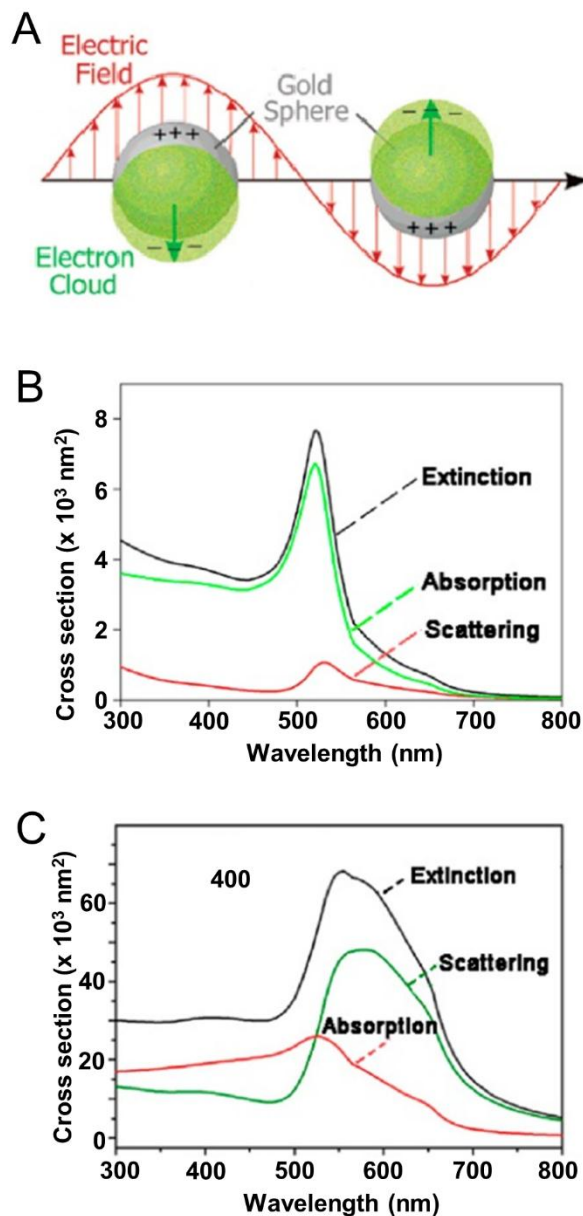 A
Electric
Field
Gold
Sphere
+++
− − −
− − −
+++
Electron
Cloud
B
Cross section (x 10³ nm²)
8
6
4
2
0
Extinction
Absorption
Scattering
300 400 500 600 700 800
Wavelength (nm)
C
Cross section (x 10³ nm²)
400
60
40
20
0
Extinction
Scattering
Absorption
300 400 500 600 700 800
Wavelength (nm)